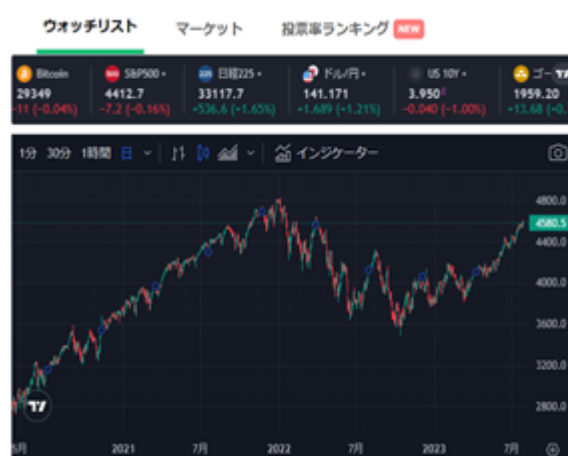 ウォッチリスト マーケット 投票率ランキング NEW
Bitcoin S&P500 日経225 ドル/円 US 10Y ゴー
29349 4412.7 33117.7 141.171 3.950 1959.20
-11 (-0.04%) -7.2 (-0.16%) +536.6 (+1.65%) +1.689 (+1.21%) -0.040 (-1.00%) +13.68 (+0.
1分 30分 1時間 日 インジケーター
4800.0
4580.5
4400.0
4000.0
3600.0
3200.0
2800.0
2021 7月 2022 7月 2023 7月